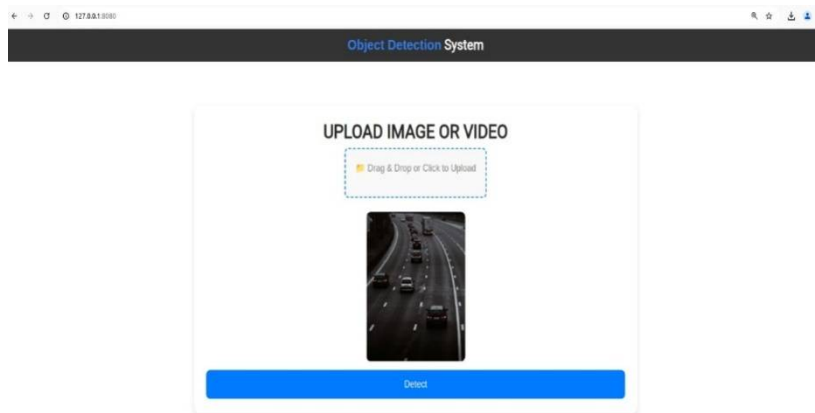 127.0.0.1:8080
Object Detection System
UPLOAD IMAGE OR VIDEO
📁 Drag & Drop or Click to Upload
Detect